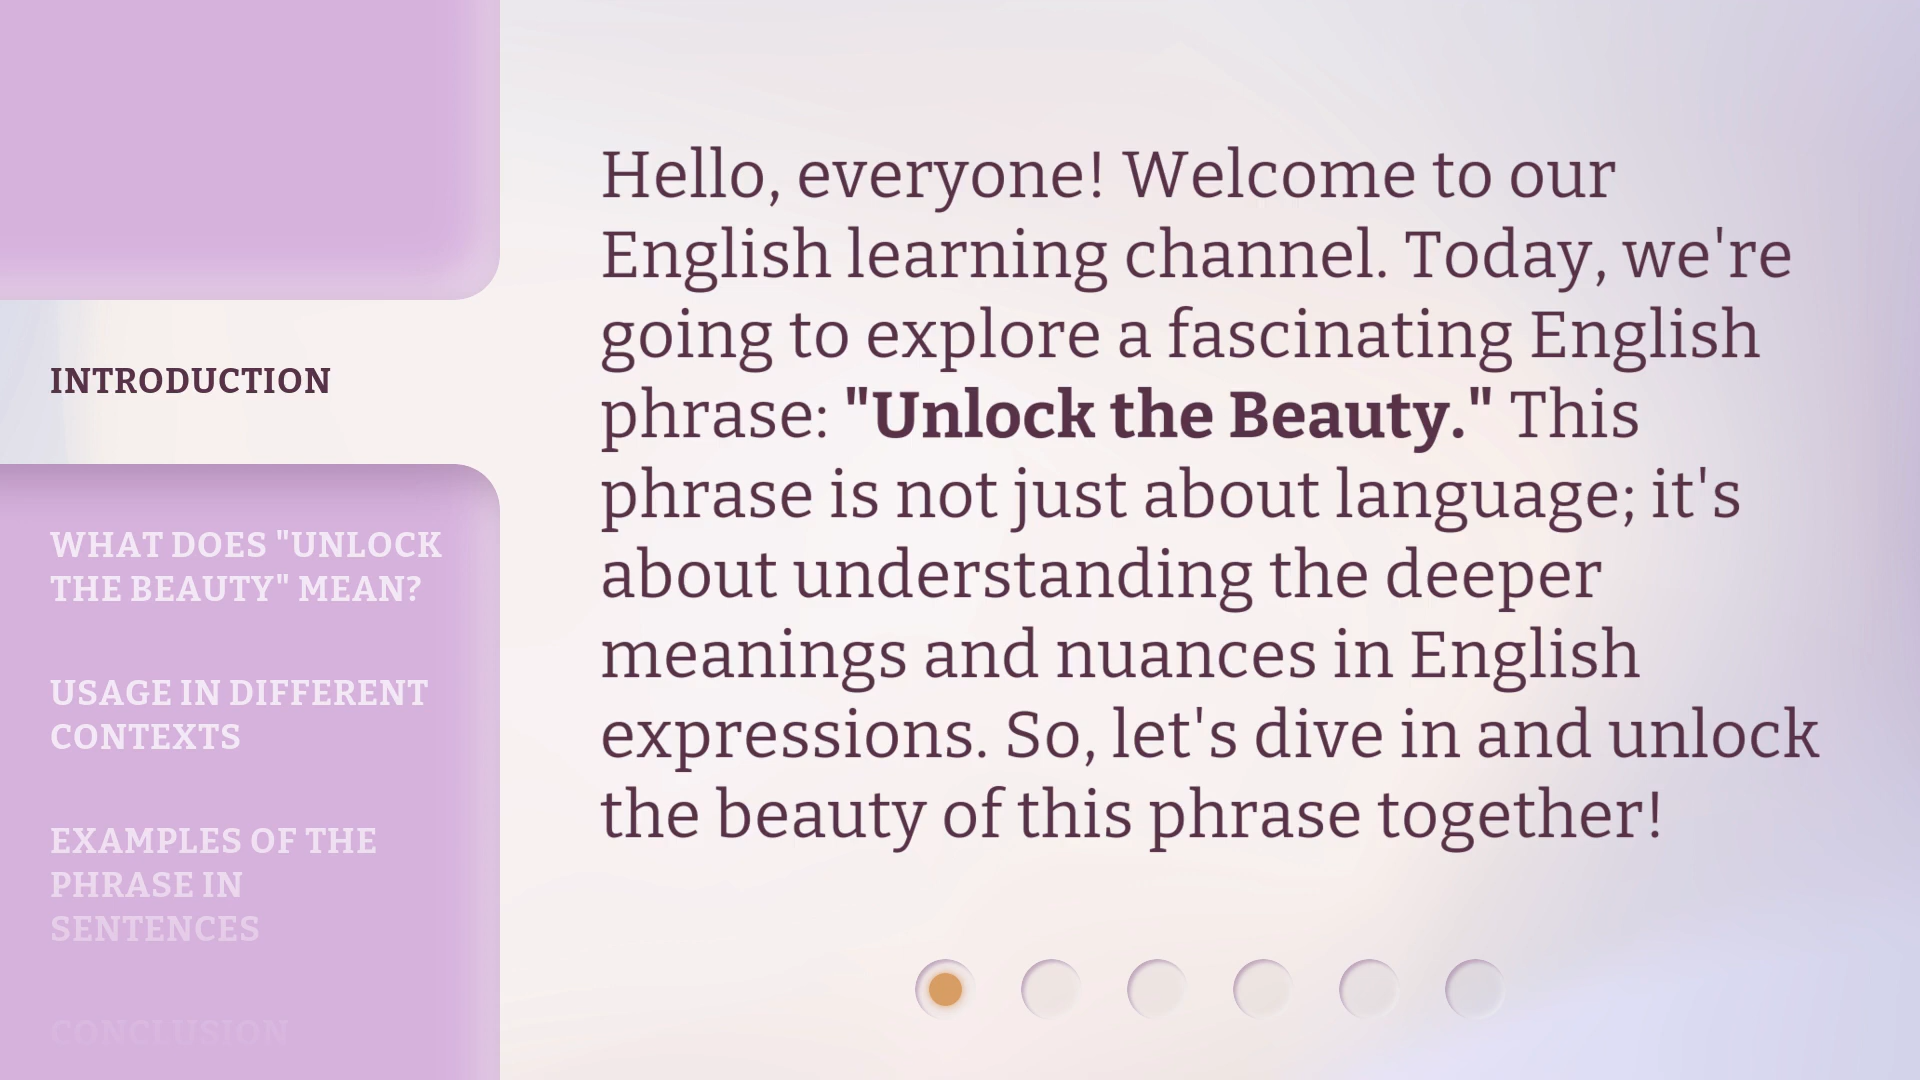 INTRODUCTION
WHAT DOES "UNLOCK
THE BEAUTY" MEAN?
USAGE IN DIFFERENT
CONTEXTS
EXAMPLES OF THE
PHRASE IN
SENTENCES
CONCLUSION
Hello, everyone! Welcome to our
English learning channel. Today, we're
going to explore a fascinating English
phrase: "Unlock the Beauty." This
phrase is not just about language; it's
about understanding the deeper
meanings and nuances in English
expressions. So, let's dive in and unlock
the beauty of this phrase together!